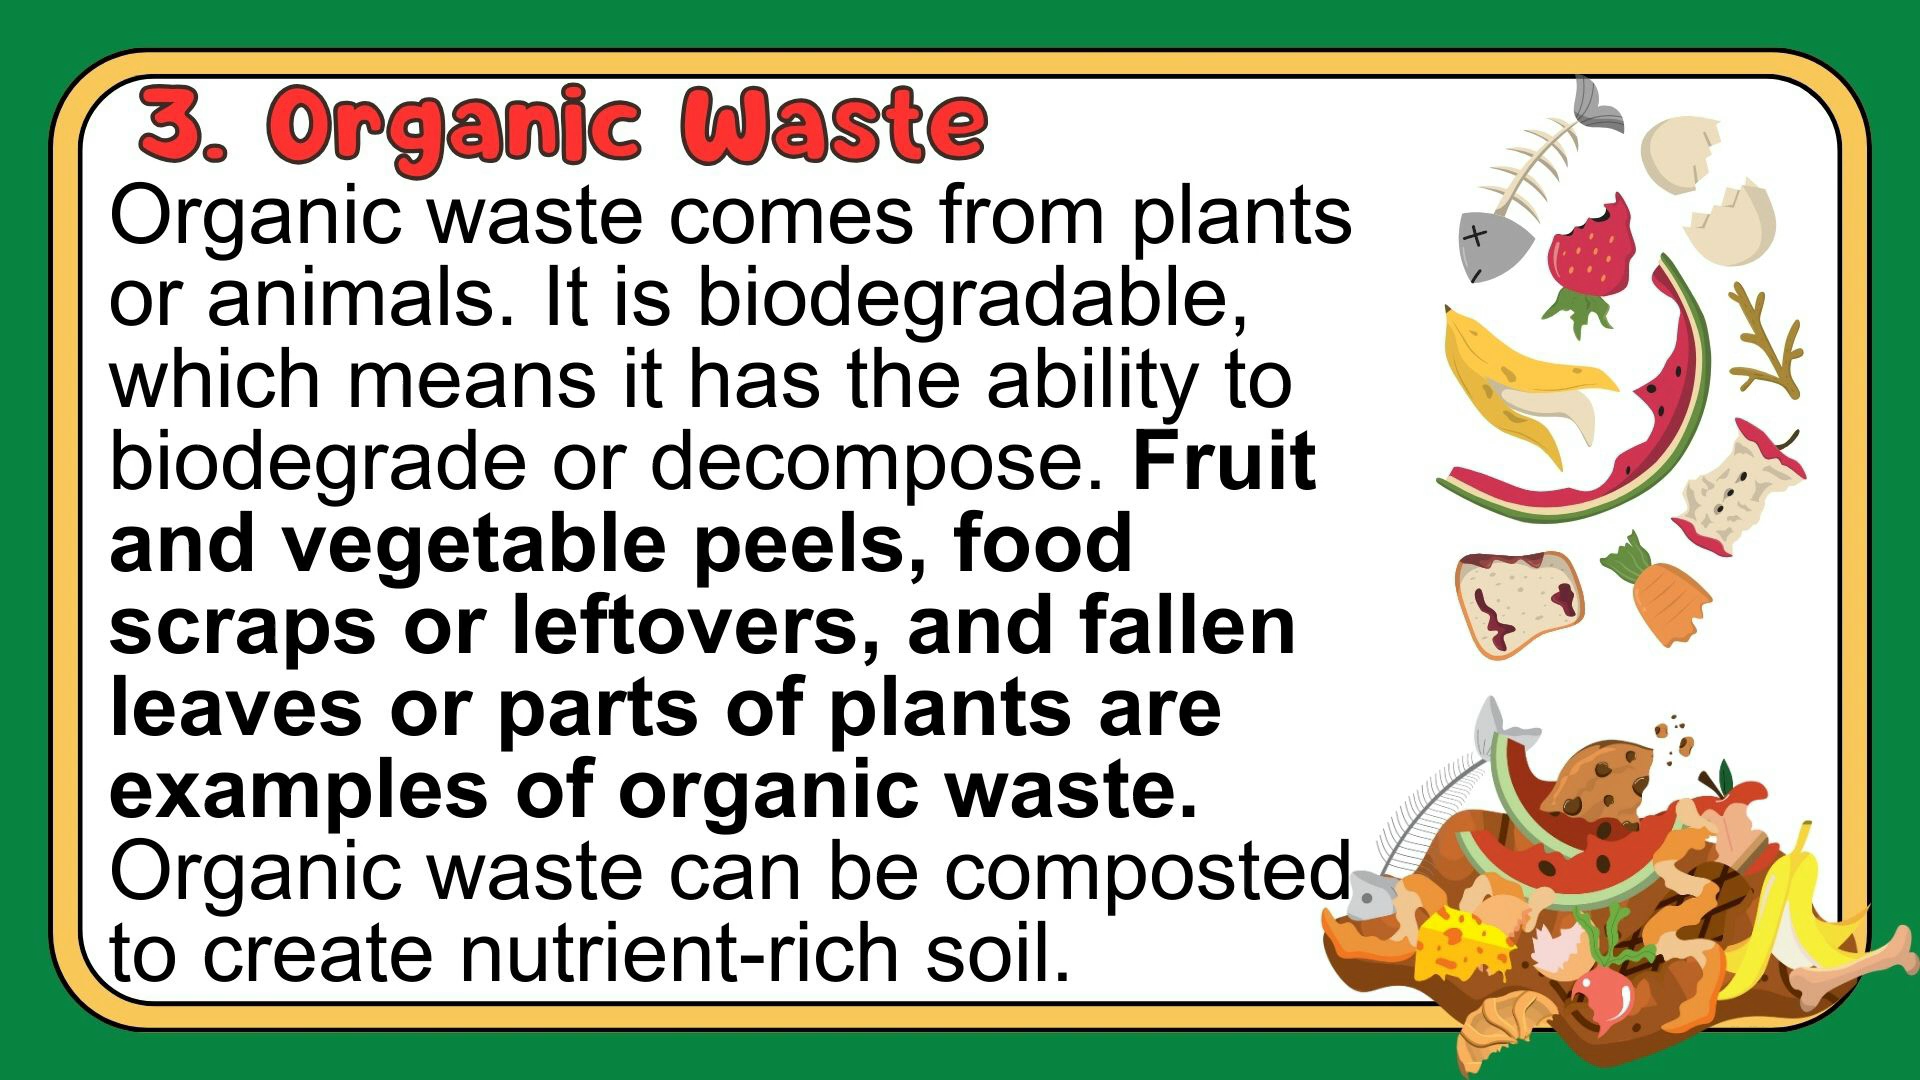 3. Organic Waste
Organic waste comes from plants
or animals. It is biodegradable,
which means it has the ability to
biodegrade or decompose. Fruit
and vegetable peels, food
scraps or leftovers, and fallen
leaves or parts of plants are
examples of organic waste.
Organic waste can be composted
to create nutrient-rich soil.